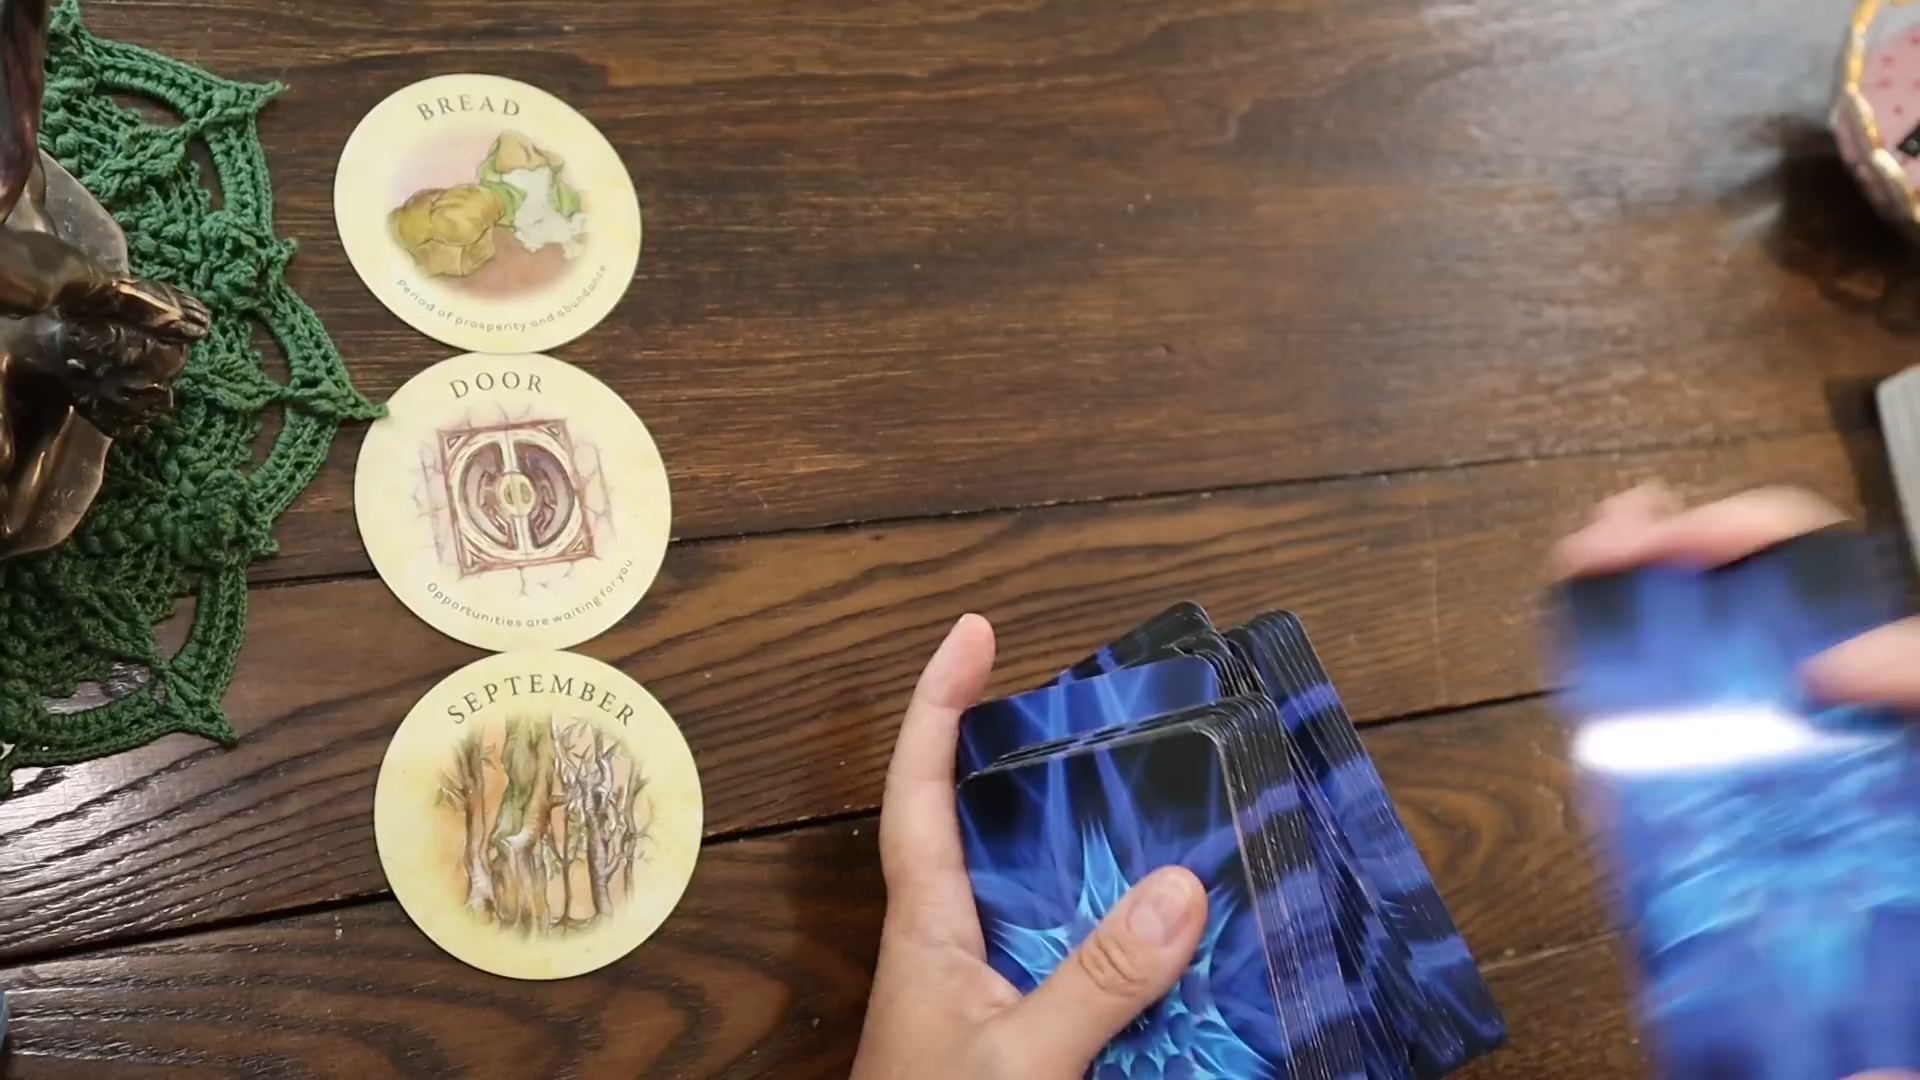 BREAD
Period of prosperity and abundance
DOOR
Opportunities are waiting for you.
SEPTEMBER